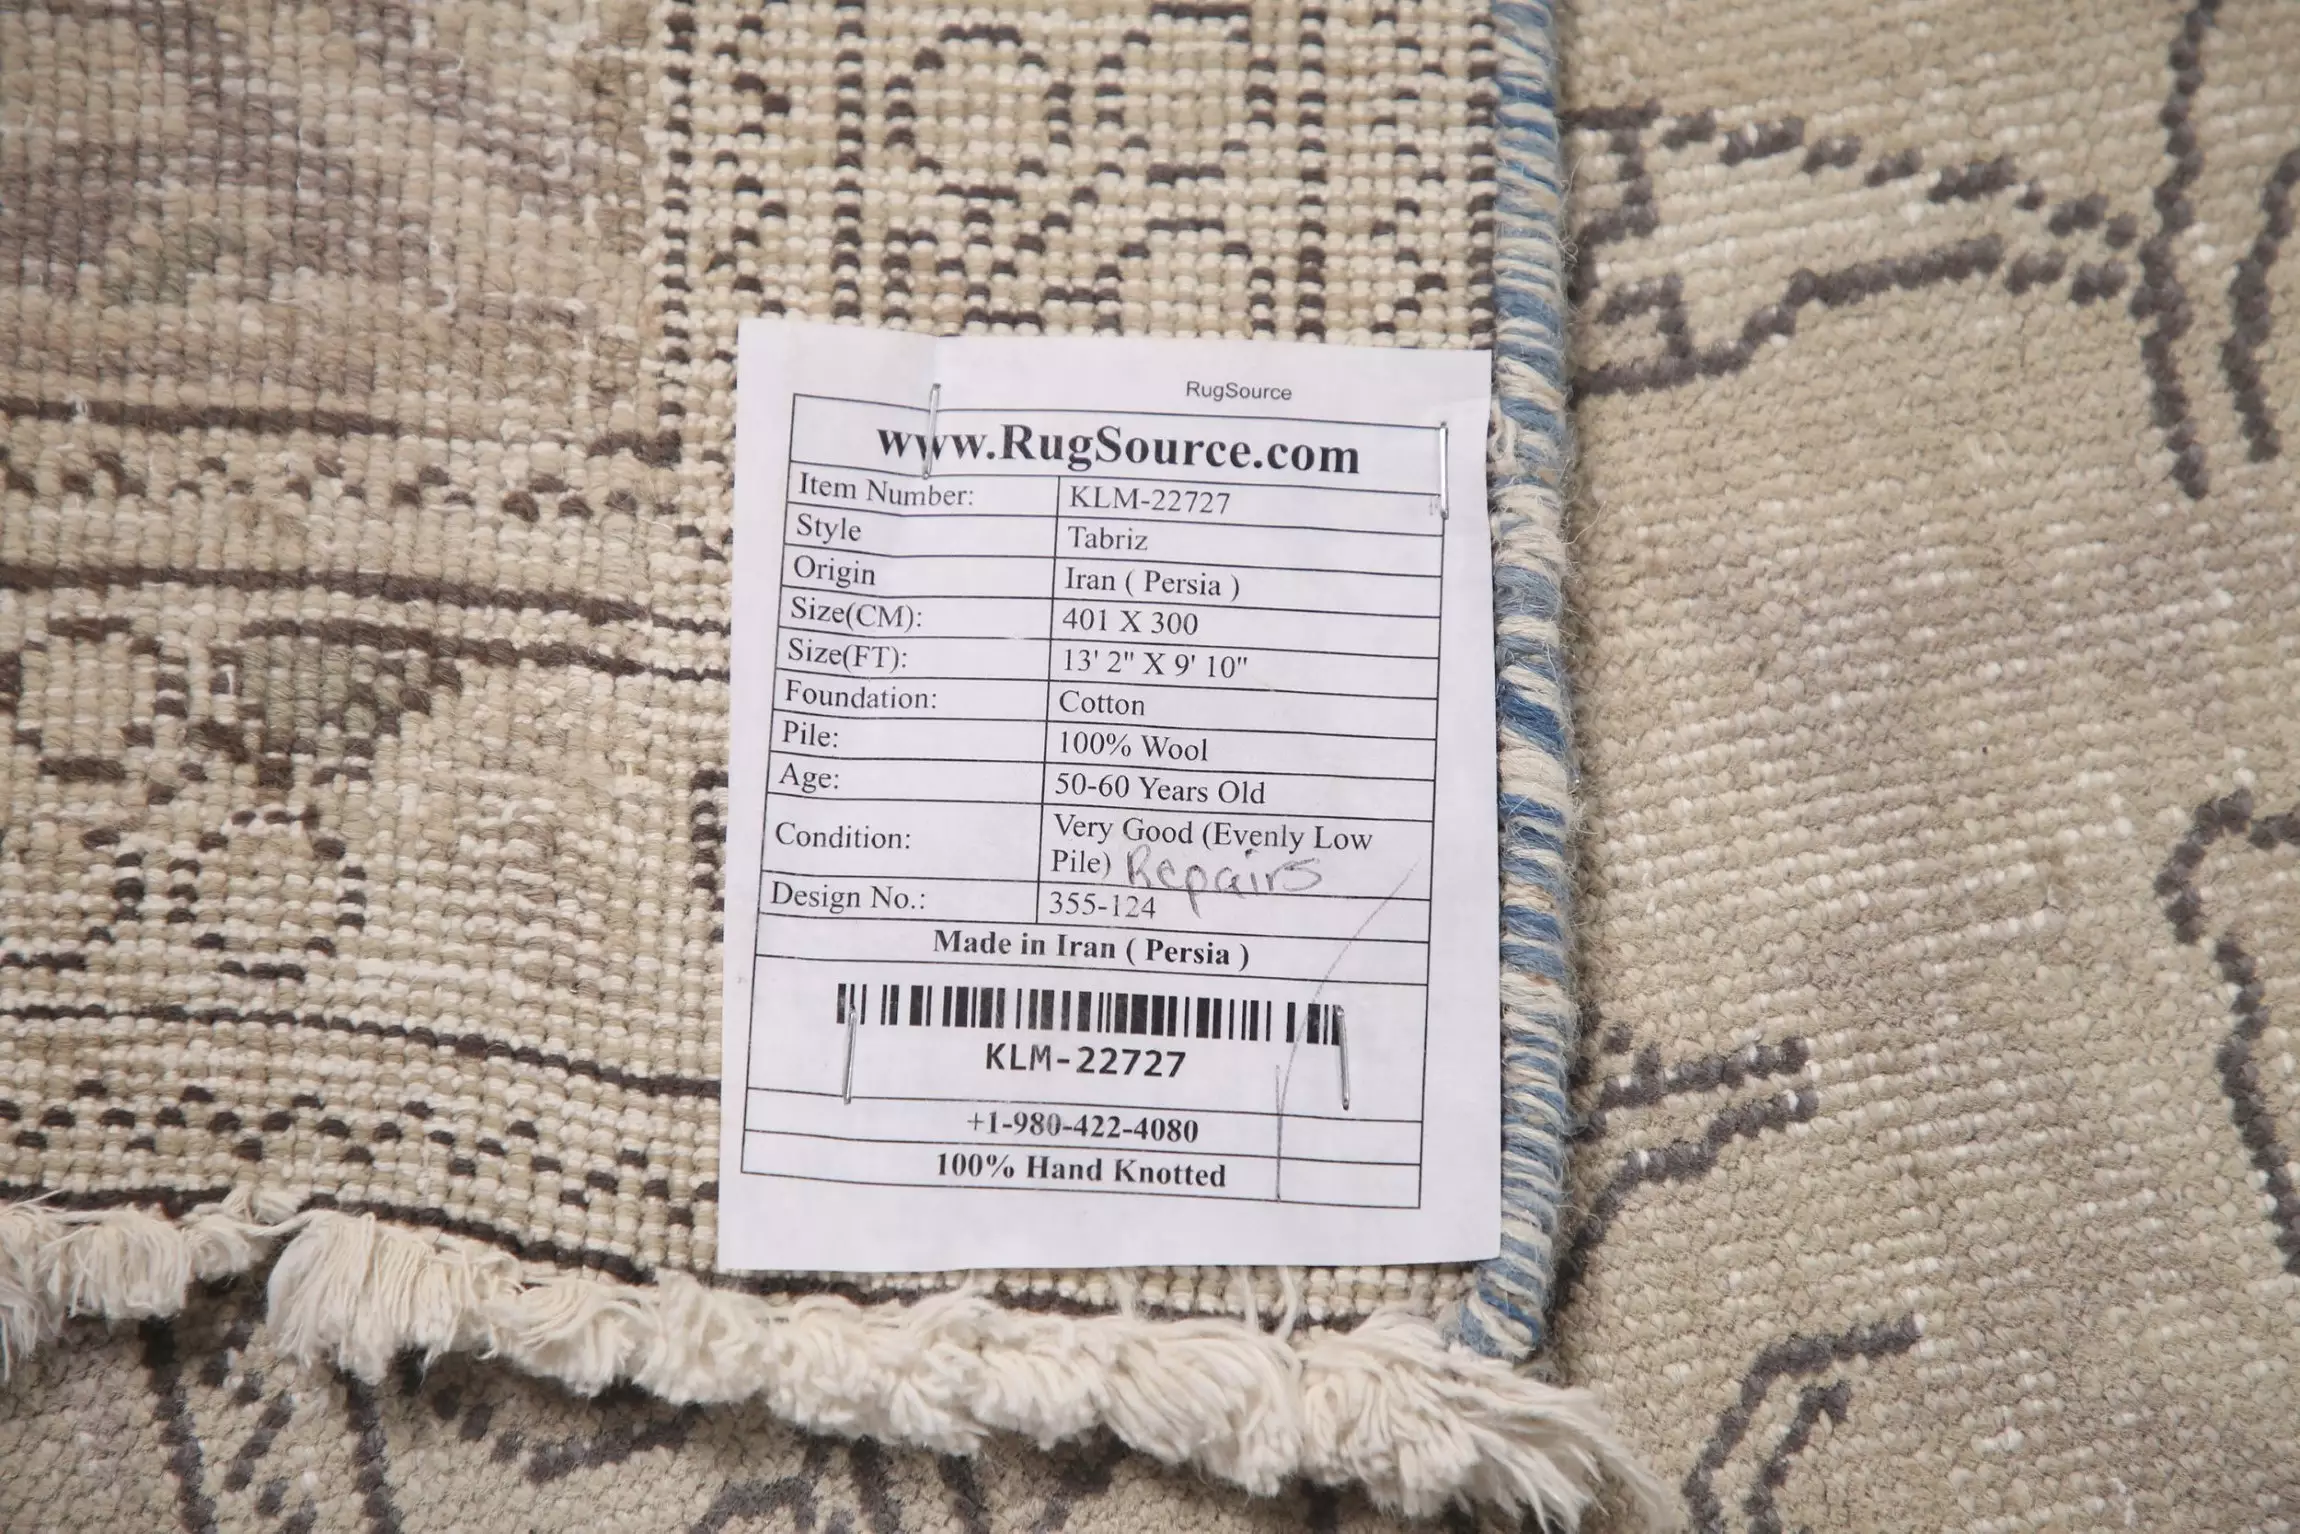 RugSource
www.RugSource.com
Item Number: KLM-22727
Style Tabriz
Origin Iran ( Persia )
Size(CM): 401 X 300
Size(FT): 13' 2" X 9' 10"
Foundation: Cotton
Pile: 100% Wool
Age: 50-60 Years Old
Condition: Very Good (Evenly Low
Pile) Repairs
Design No.: 355-124
Made in Iran ( Persia )
KLM-22727
+1-980-422-4080
100% Hand Knotted